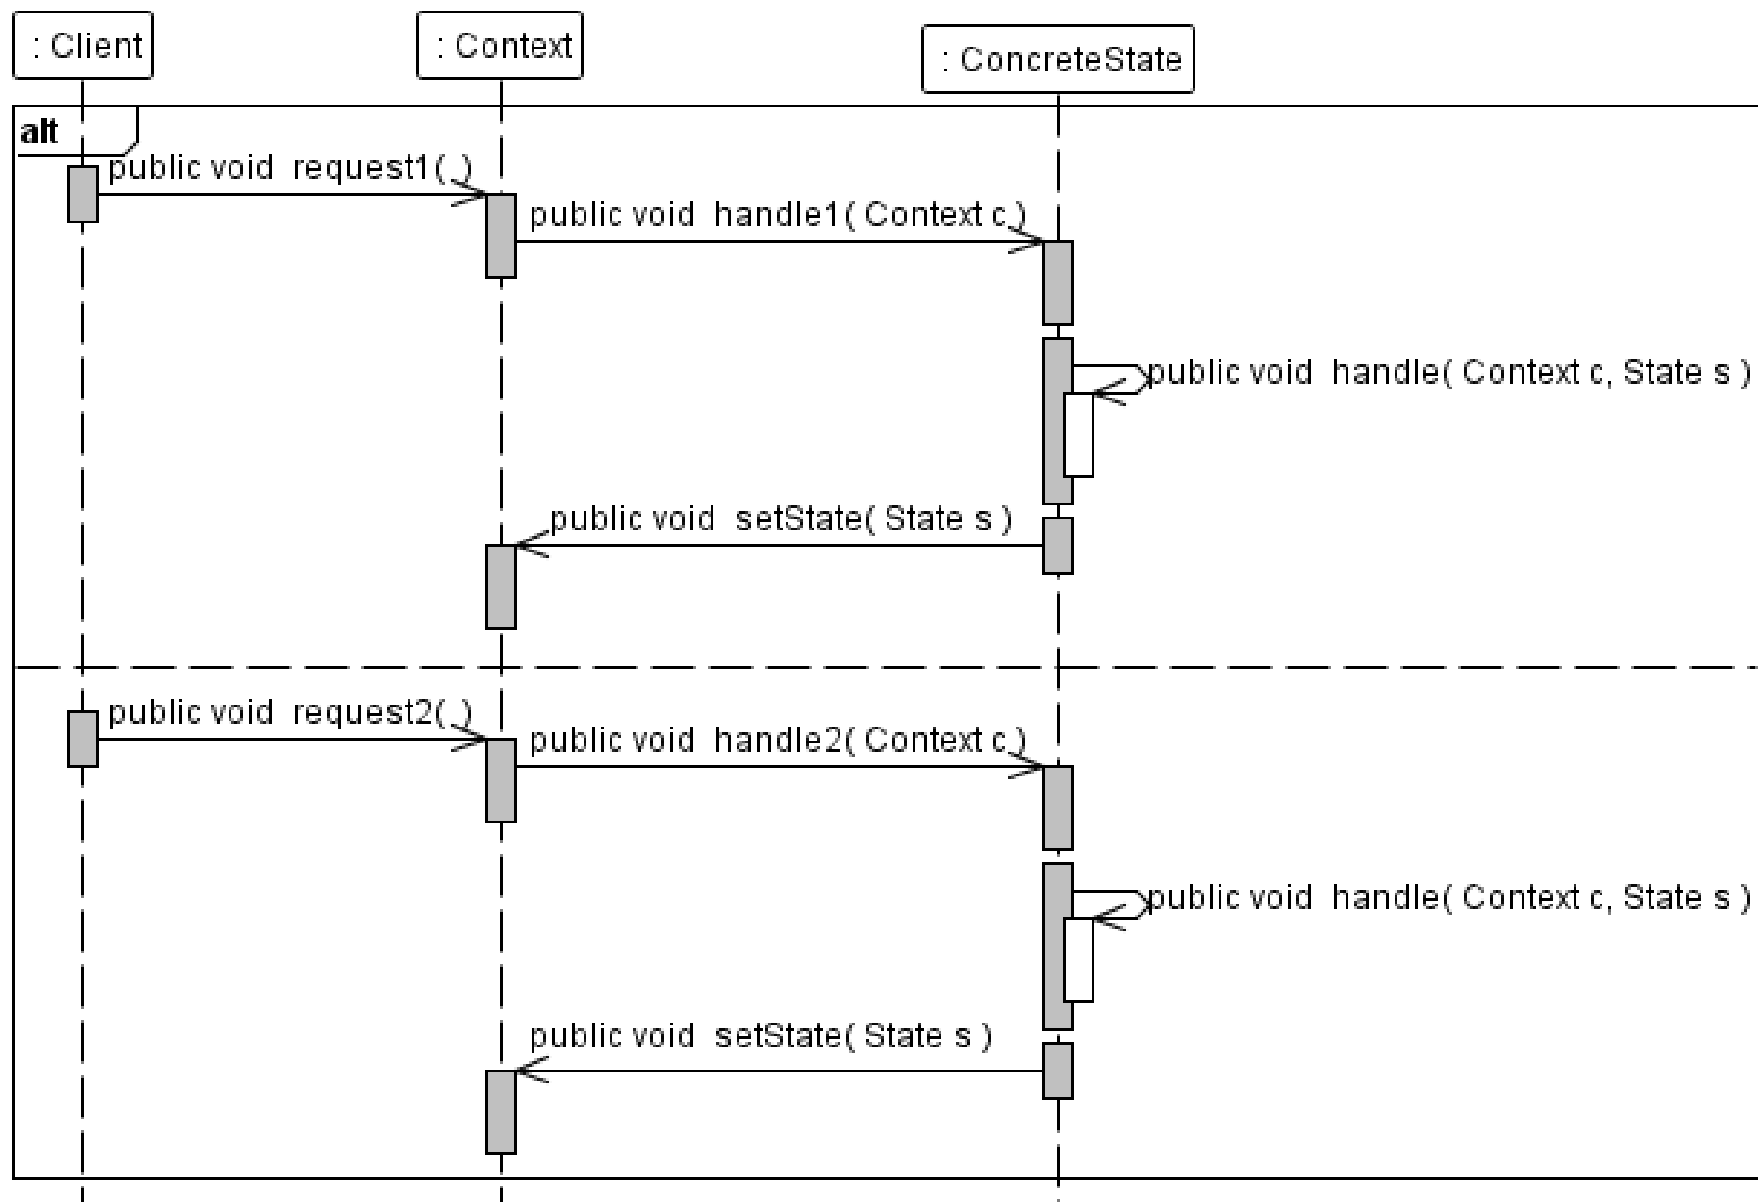 : Client
: Context
: ConcreteState
alt
public void request1( )
public void handle1( Context c )
public void handle( Context c, State s )
public void setState( State s )
public void request2( )
public void handle2( Context c )
public void handle( Context c, State s )
public void setState( State s )